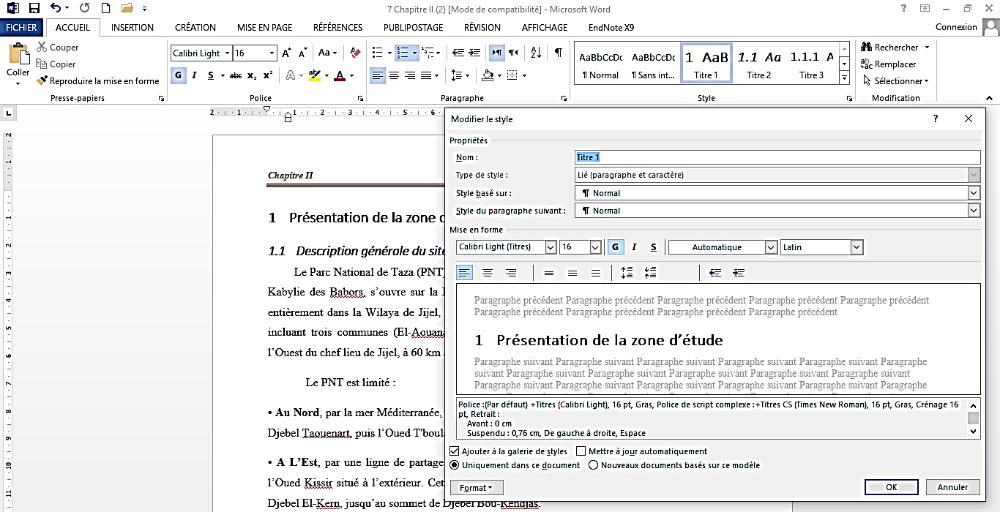 7 Chapitre II (2) [Mode de compatibilité] - Microsoft Word
FICHIER ACCUEIL INSERTION CRÉATION MISE EN PAGE RÉFÉRENCES PUBLIPOSTAGE RÉVISION AFFICHAGE EndNote X9 Connexion
Coller
Couper
Copier
Reproduire la mise en forme
Presse-papiers
Calibri Light 16
Aa
G I S abc x₂ x² A A
Police
Paragraphe
AaBbCcDc AaBbCcDc 1 AaB 1.1 Aa 1.1.1 A
¶ Normal ¶ Sans int... Titre 1 Titre 2 Titre 3
Style
Rechercher
Remplacer
Sélectionner
Modification
2 1 1 2 3 4 5 6
Chapitre II
1 Présentation de la zone d
1.1 Description générale du site
Le Parc National de Taza (PNT)
Kabylie des Babors, s'ouvre sur la
entièrement dans la Wilaya de Jijel,
incluant trois communes (El-Aouana
l'Ouest du chef lieu de Jijel, à 60 km
Le PNT est limité :
• Au Nord, par la mer Méditerranée,
Djebel Taouenart, puis l'Oued T'boula
• A L'Est, par une ligne de partage
l'Oued Kissir situé à l'extérieur. Cet
Djebel El-Kern, jusqu'au sommet de Djebel Bou-Rendjas.
Modifier le style
Propriétés
Nom : Titre 1
Type de style : Lié (paragraphe et caractère)
Style basé sur : ¶ Normal
Style du paragraphe suivant : ¶ Normal
Mise en forme
Calibri Light (Titres) 16 G I S Automatique Latin
Paragraphe précédent Paragraphe précédent Paragraphe précédent Paragraphe précédent Paragraphe précédent
Paragraphe précédent Paragraphe précédent Paragraphe précédent Paragraphe précédent
1 Présentation de la zone d'étude
Paragraphe suivant Paragraphe suivant Paragraphe suivant Paragraphe suivant Paragraphe suivant Paragraphe
suivant Paragraphe suivant Paragraphe suivant Paragraphe suivant Paragraphe suivant Paragraphe suivant
Paragraphe suivant Paragraphe suivant Paragraphe suivant Paragraphe suivant Paragraphe suivant Paragraphe
Police :(Par défaut) +Titres (Calibri Light), 16 pt, Gras, Police de script complexe :+Titres CS (Times New Roman), 16 pt, Gras, Crénage 16
pt, Retrait :
Avant : 0 cm
Suspendu : 0,76 cm, De gauche à droite, Espace
Ajouter à la galerie de styles Mettre à jour automatiquement
Uniquement dans ce document Nouveaux documents basés sur ce modèle
Format OK Annuler